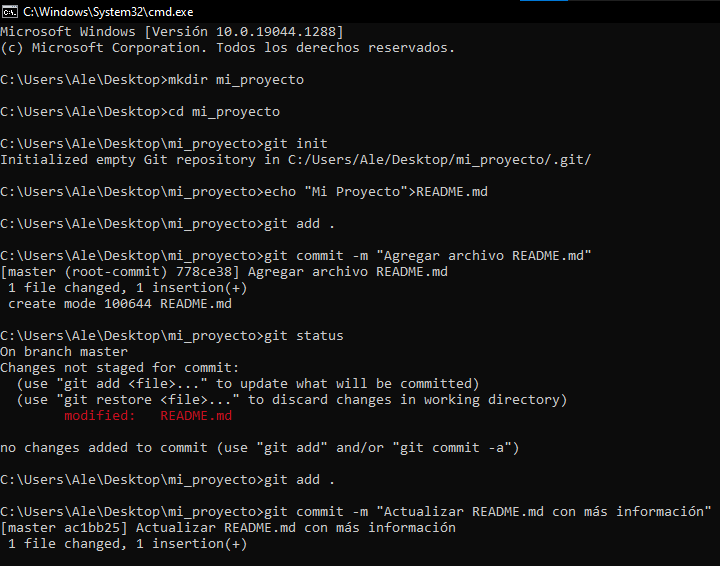 C:\Windows\System32\cmd.exe
Microsoft Windows [Versión 10.0.19044.1288]
(c) Microsoft Corporation. Todos los derechos reservados.
C:\Users\Ale\Desktop>mkdir mi_proyecto
C:\Users\Ale\Desktop>cd mi_proyecto
C:\Users\Ale\Desktop\mi_proyecto>git init
Initialized empty Git repository in C:/Users/Ale/Desktop/mi_proyecto/.git/
C:\Users\Ale\Desktop\mi_proyecto>echo "Mi Proyecto">README.md
C:\Users\Ale\Desktop\mi_proyecto>git add .
C:\Users\Ale\Desktop\mi_proyecto>git commit -m "Agregar archivo README.md"
[master (root-commit) 778ce38] Agregar archivo README.md
 1 file changed, 1 insertion(+)
 create mode 100644 README.md
C:\Users\Ale\Desktop\mi_proyecto>git status
On branch master
Changes not staged for commit:
  (use "git add <file>..." to update what will be committed)
  (use "git restore <file>..." to discard changes in working directory)
        modified:   README.md
no changes added to commit (use "git add" and/or "git commit -a")
C:\Users\Ale\Desktop\mi_proyecto>git add .
C:\Users\Ale\Desktop\mi_proyecto>git commit -m "Actualizar README.md con más información"
[master ac1bb25] Actualizar README.md con más información
 1 file changed, 1 insertion(+)